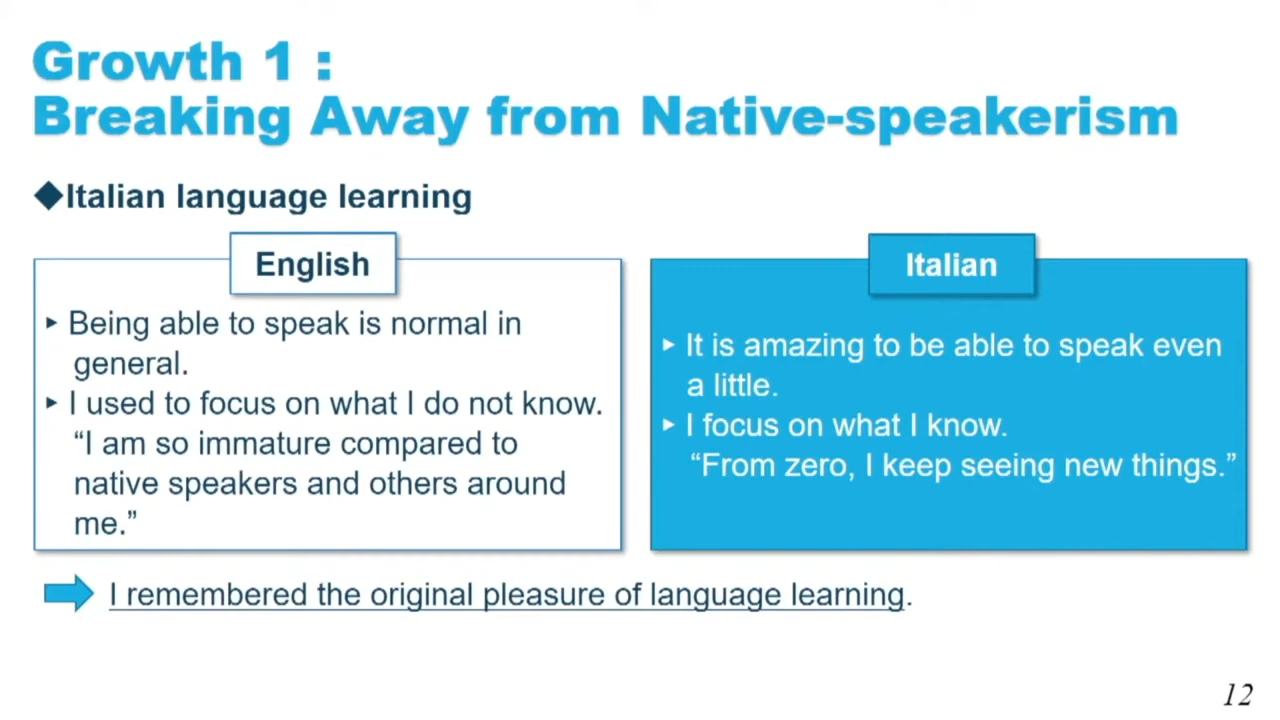 Growth 1 :
Breaking Away from Native-speakerism
◆Italian language learning
English
▸ Being able to speak is normal in
general.
▸ I used to focus on what I do not know.
“I am so immature compared to
native speakers and others around
me.”
Italian
▸ It is amazing to be able to speak even
a little.
▸ I focus on what I know.
“From zero, I keep seeing new things.”
I remembered the original pleasure of language learning.
12